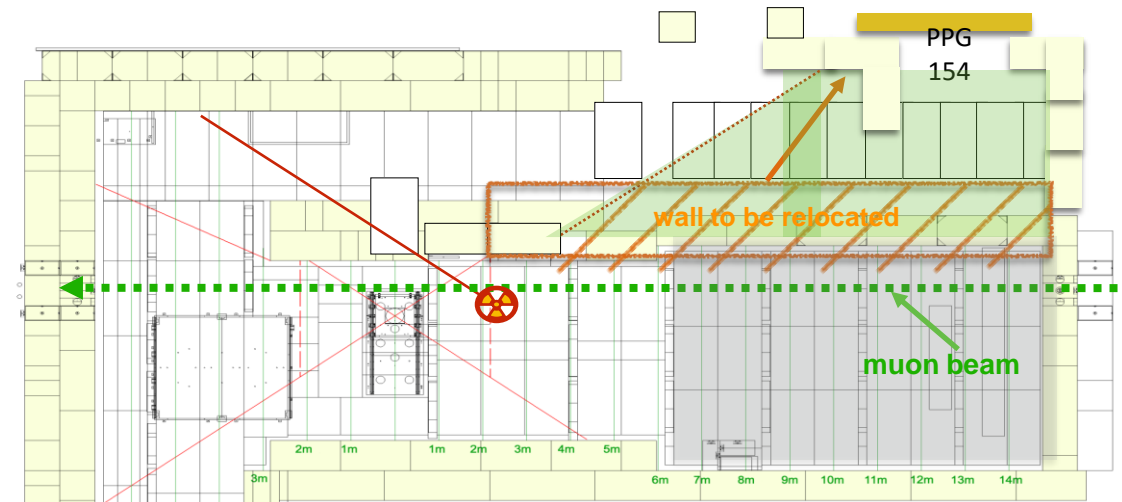 PPG
154
wall to be relocated
muon beam
2m 1m 1m 2m 3m 4m 5m
3m 6m 7m 8m 9m 10m 11m 12m 13m 14m